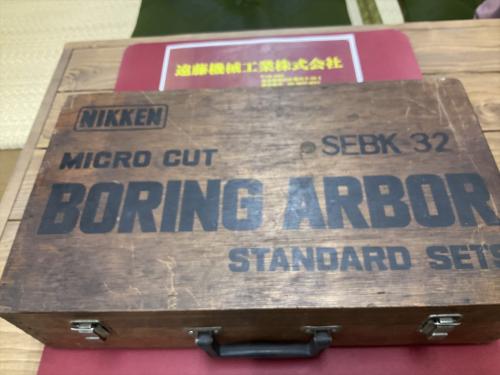 遠藤機械工業株式会社
NIKKEN
MICRO CUT
SEBK 32
BORING ARBOR
STANDARD SETS